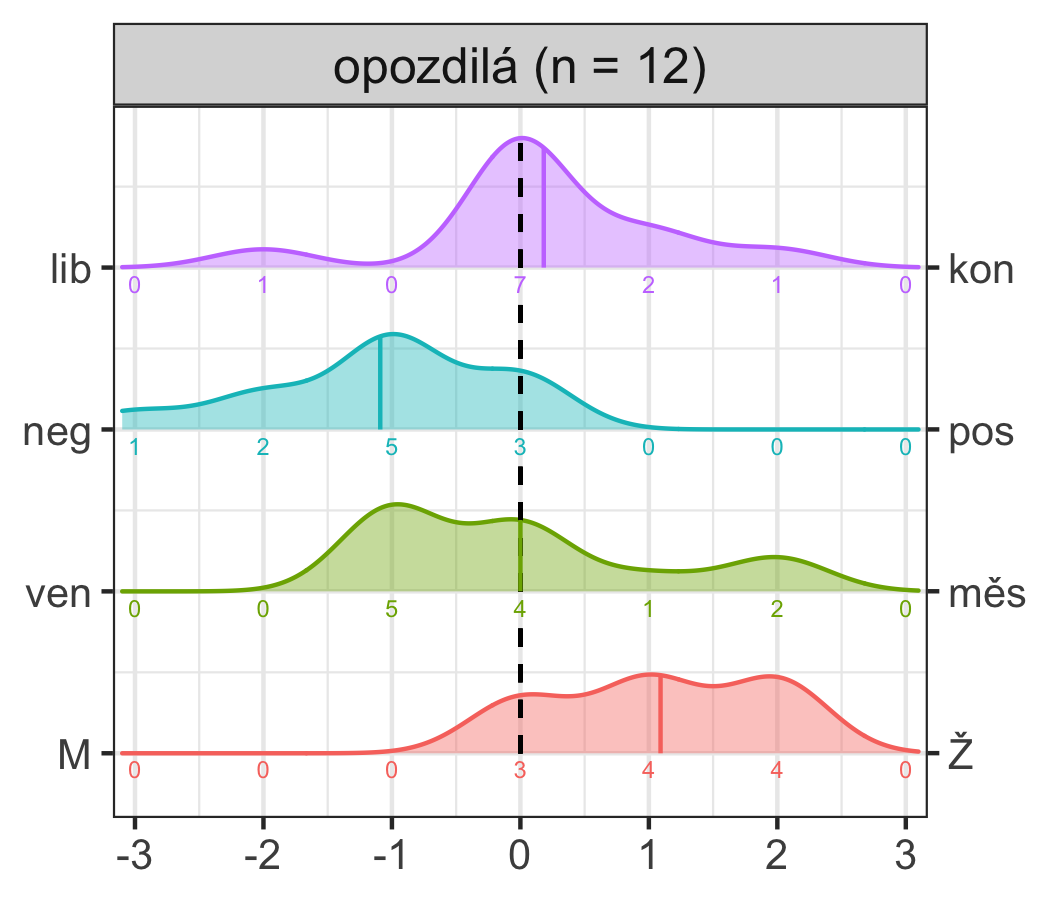 opozdilá (n = 12)
lib kon
0 1 0 7 2 1 0
neg pos
1 2 5 3 0 0 0
ven měs
0 0 5 4 1 2 0
M Ž
0 0 0 3 4 4 0
-3 -2 -1 0 1 2 3